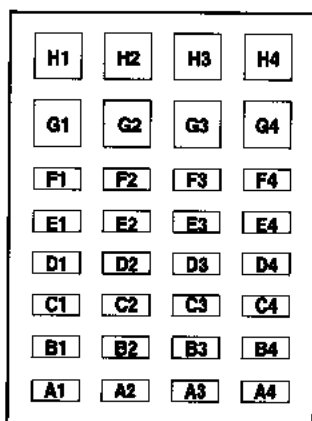 H1 H2 H3 H4
G1 G2 G3 G4
F1 F2 F3 F4
E1 E2 E3 E4
D1 D2 D3 D4
C1 C2 C3 C4
B1 B2 B3 B4
A1 A2 A3 A4